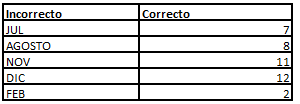 Incorrecto Correcto
JUL 7
AGOSTO 8
NOV 11
DIC 12
FEB 2